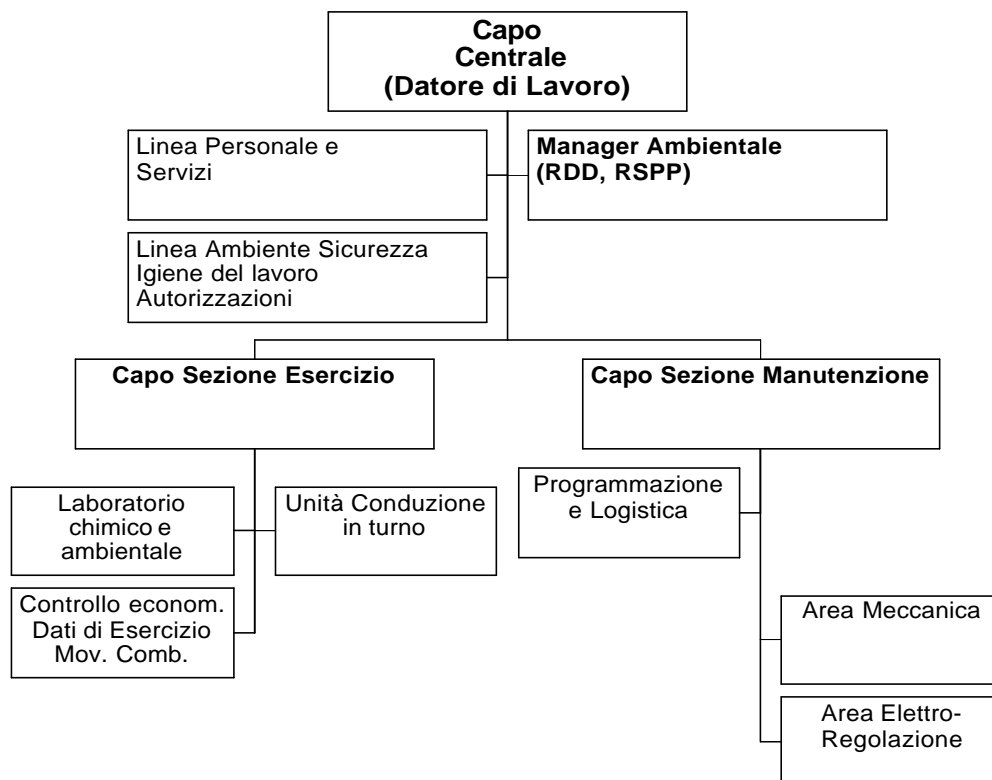 Capo
Centrale
(Datore di Lavoro)
Linea Personale e
Servizi
Manager Ambientale
(RDD, RSPP)
Linea Ambiente Sicurezza
Igiene del lavoro
Autorizzazioni
Capo Sezione Esercizio
Capo Sezione Manutenzione
Laboratorio
chimico e
ambientale
Unità Conduzione
in turno
Programmazione
e Logistica
Controllo econom.
Dati di Esercizio
Mov. Comb.
Area Meccanica
Area Elettro-
Regolazione